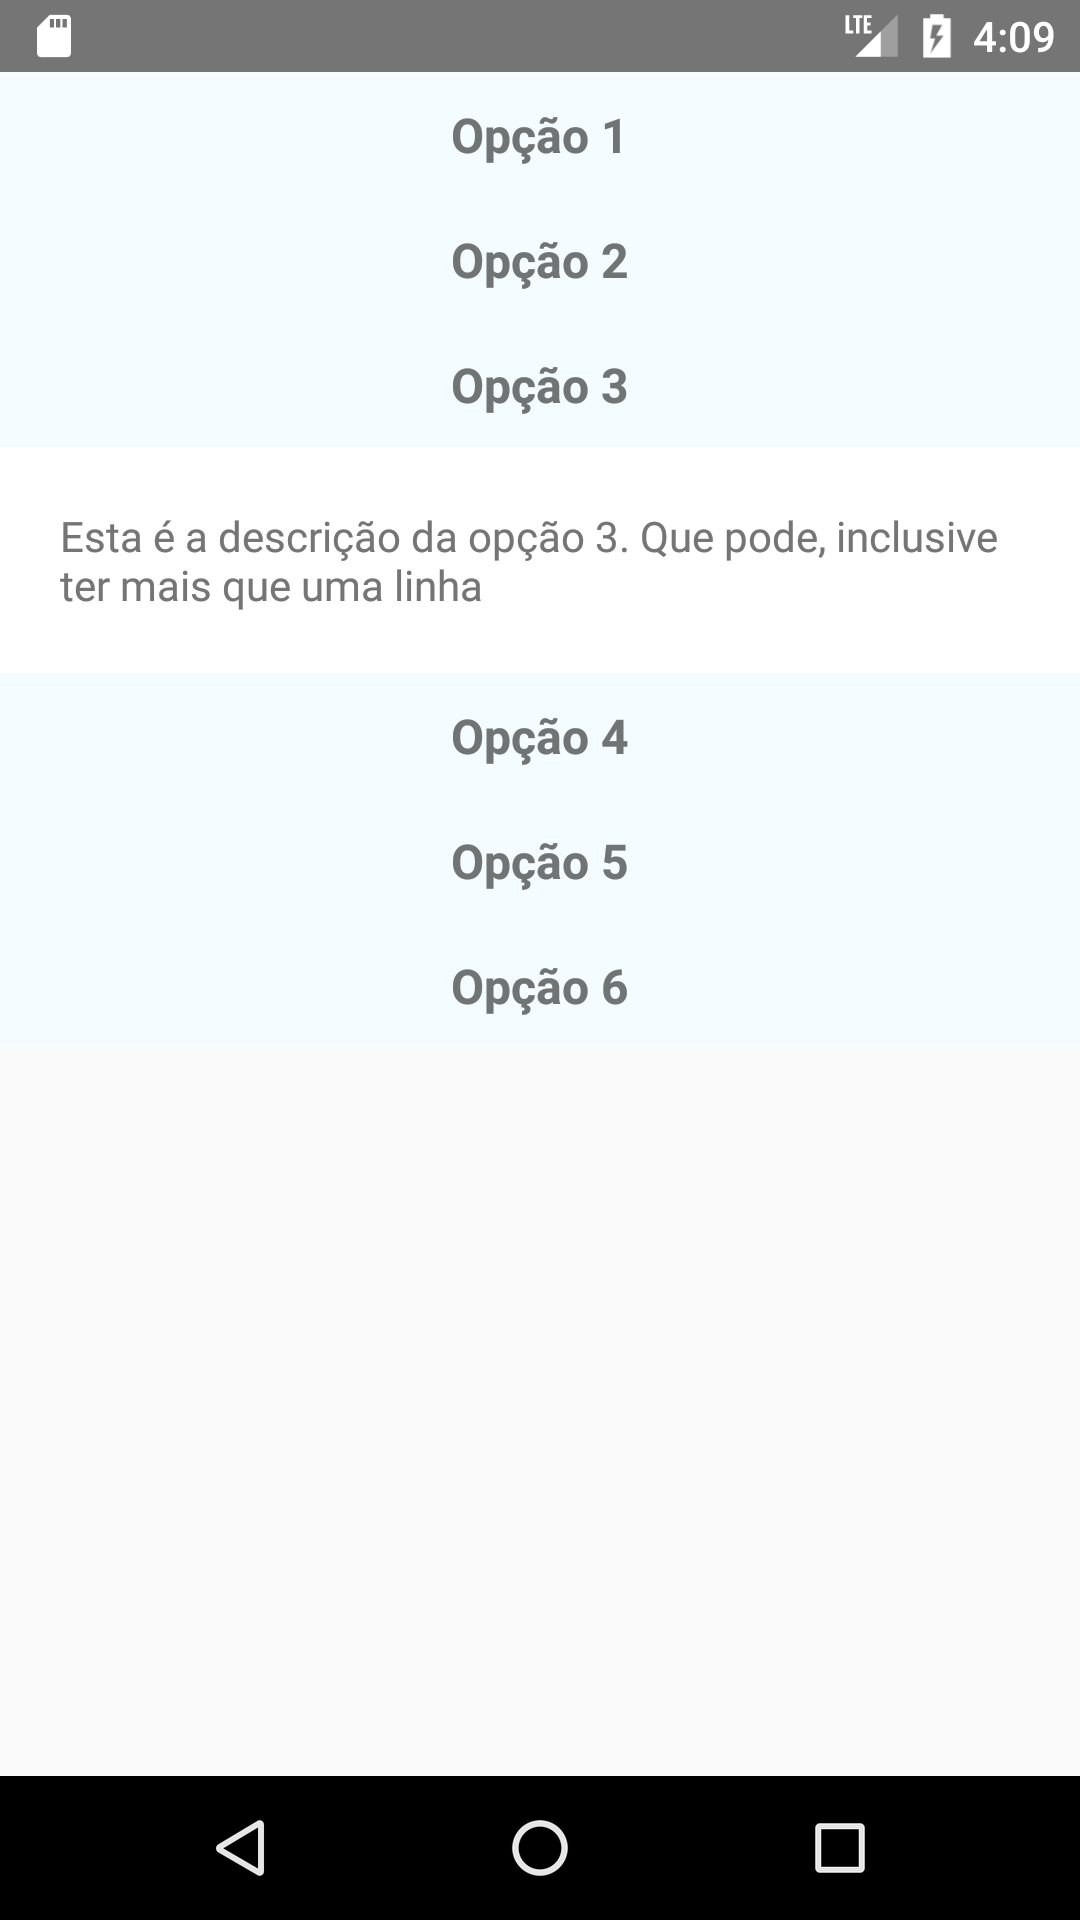 LTE 4:09
Opção 1
Opção 2
Opção 3
Esta é a descrição da opção 3. Que pode, inclusive
ter mais que uma linha
Opção 4
Opção 5
Opção 6